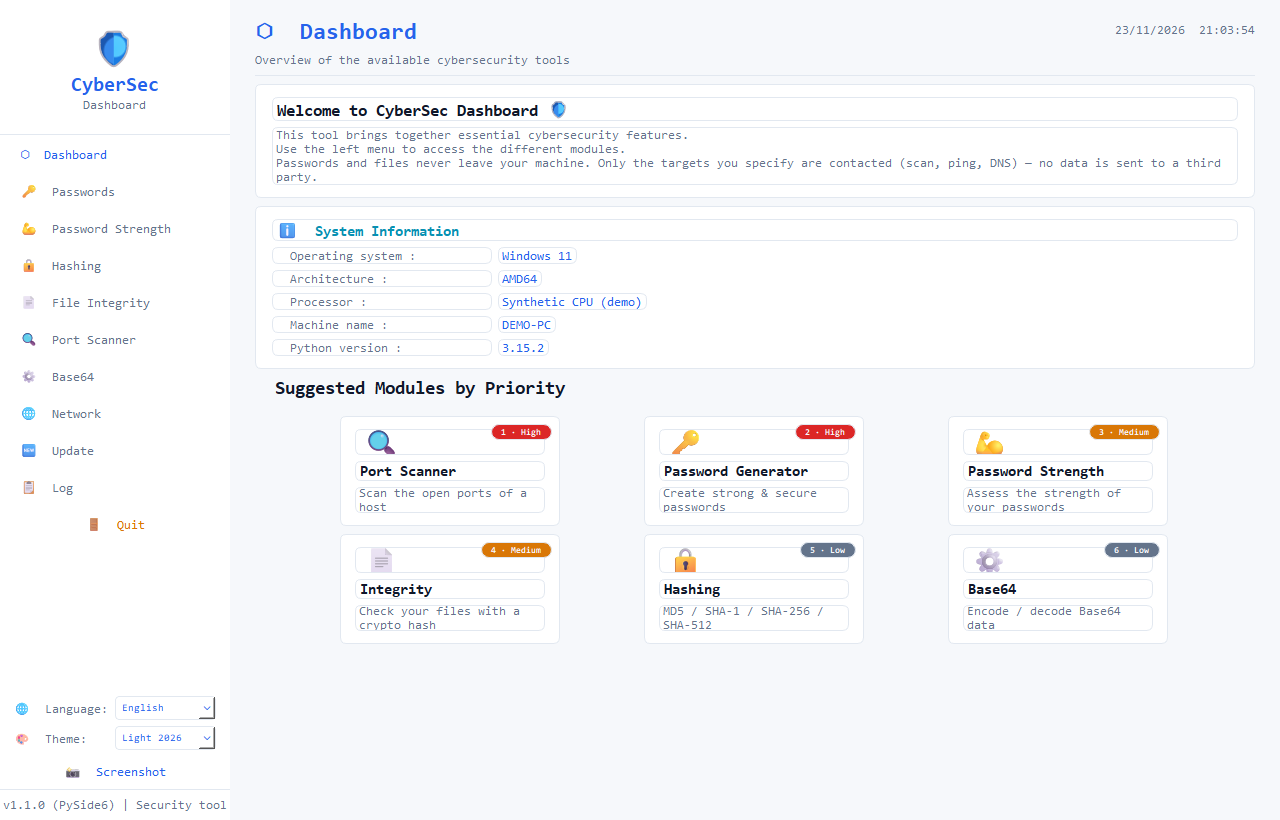 CyberSec
Dashboard
Dashboard
Passwords
Password Strength
Hashing
File Integrity
Port Scanner
Base64
Network
Update
Log
Quit
Language: English
Theme: Light 2026
Screenshot
v1.1.0 (PySide6) | Security tool
Dashboard
23/11/2026 21:03:54
Overview of the available cybersecurity tools
Welcome to CyberSec Dashboard
This tool brings together essential cybersecurity features.
Use the left menu to access the different modules.
Passwords and files never leave your machine. Only the targets you specify are contacted (scan, ping, DNS) — no data is sent to a third
party.
System Information
Operating system : Windows 11
Architecture : AMD64
Processor : Synthetic CPU (demo)
Machine name : DEMO-PC
Python version : 3.15.2
Suggested Modules by Priority
1 · High
Port Scanner
Scan the open ports of a
host
2 · High
Password Generator
Create strong & secure
passwords
3 · Medium
Password Strength
Assess the strength of
your passwords
4 · Medium
Integrity
Check your files with a
crypto hash
5 · Low
Hashing
MD5 / SHA-1 / SHA-256 /
SHA-512
6 · Low
Base64
Encode / decode Base64
data